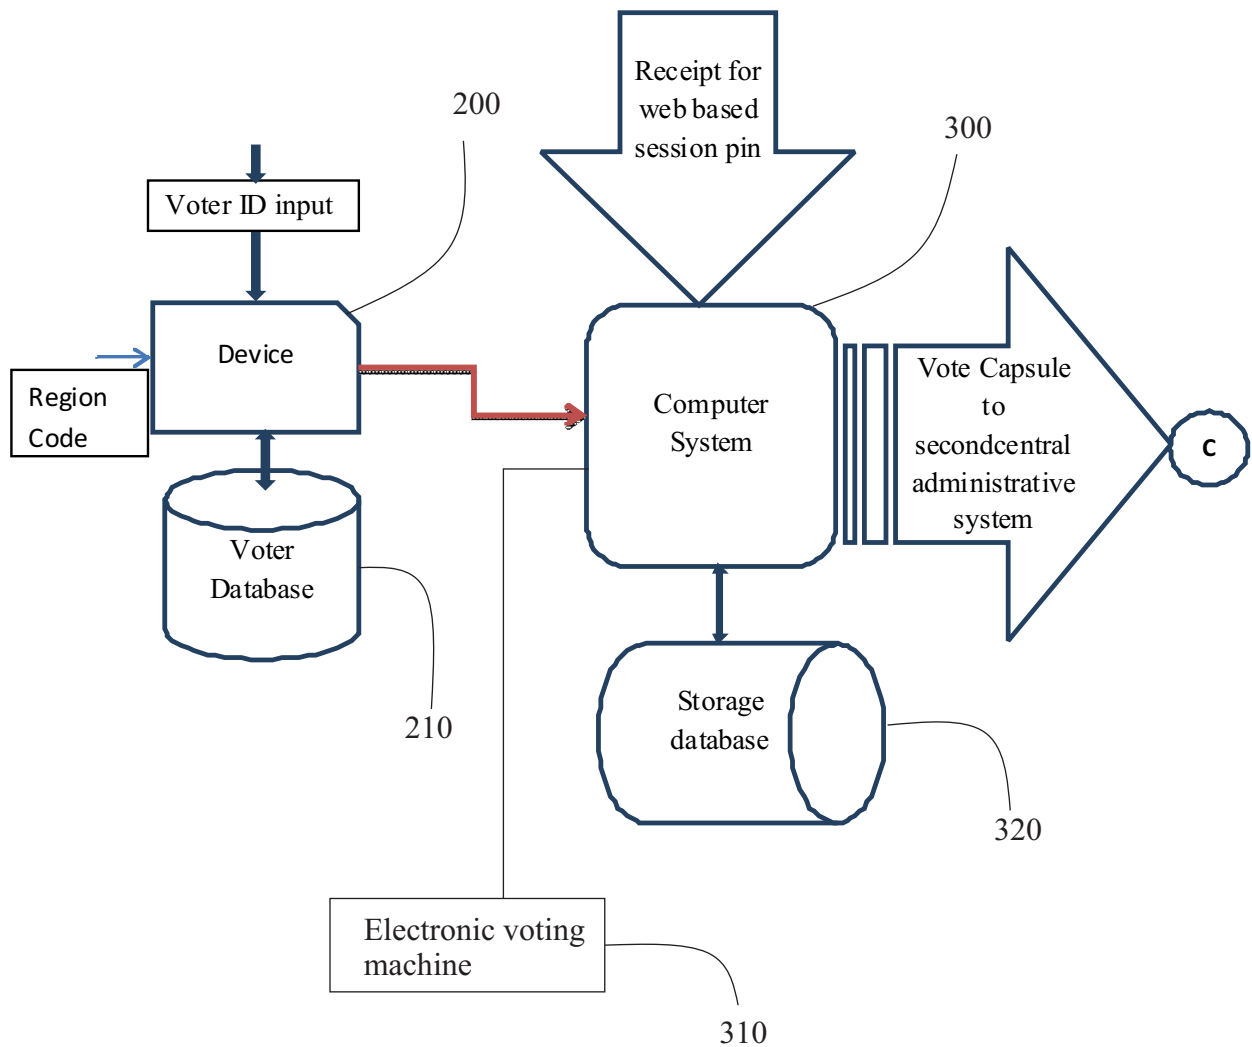 Receipt for
web based
session pin
200
300
Voter ID input
Device
Region
Code
Computer
System
Vote Capsule
to
secondcentral
administrative
system
C
Voter
Database
210
Storage
database
320
Electronic voting
machine
310